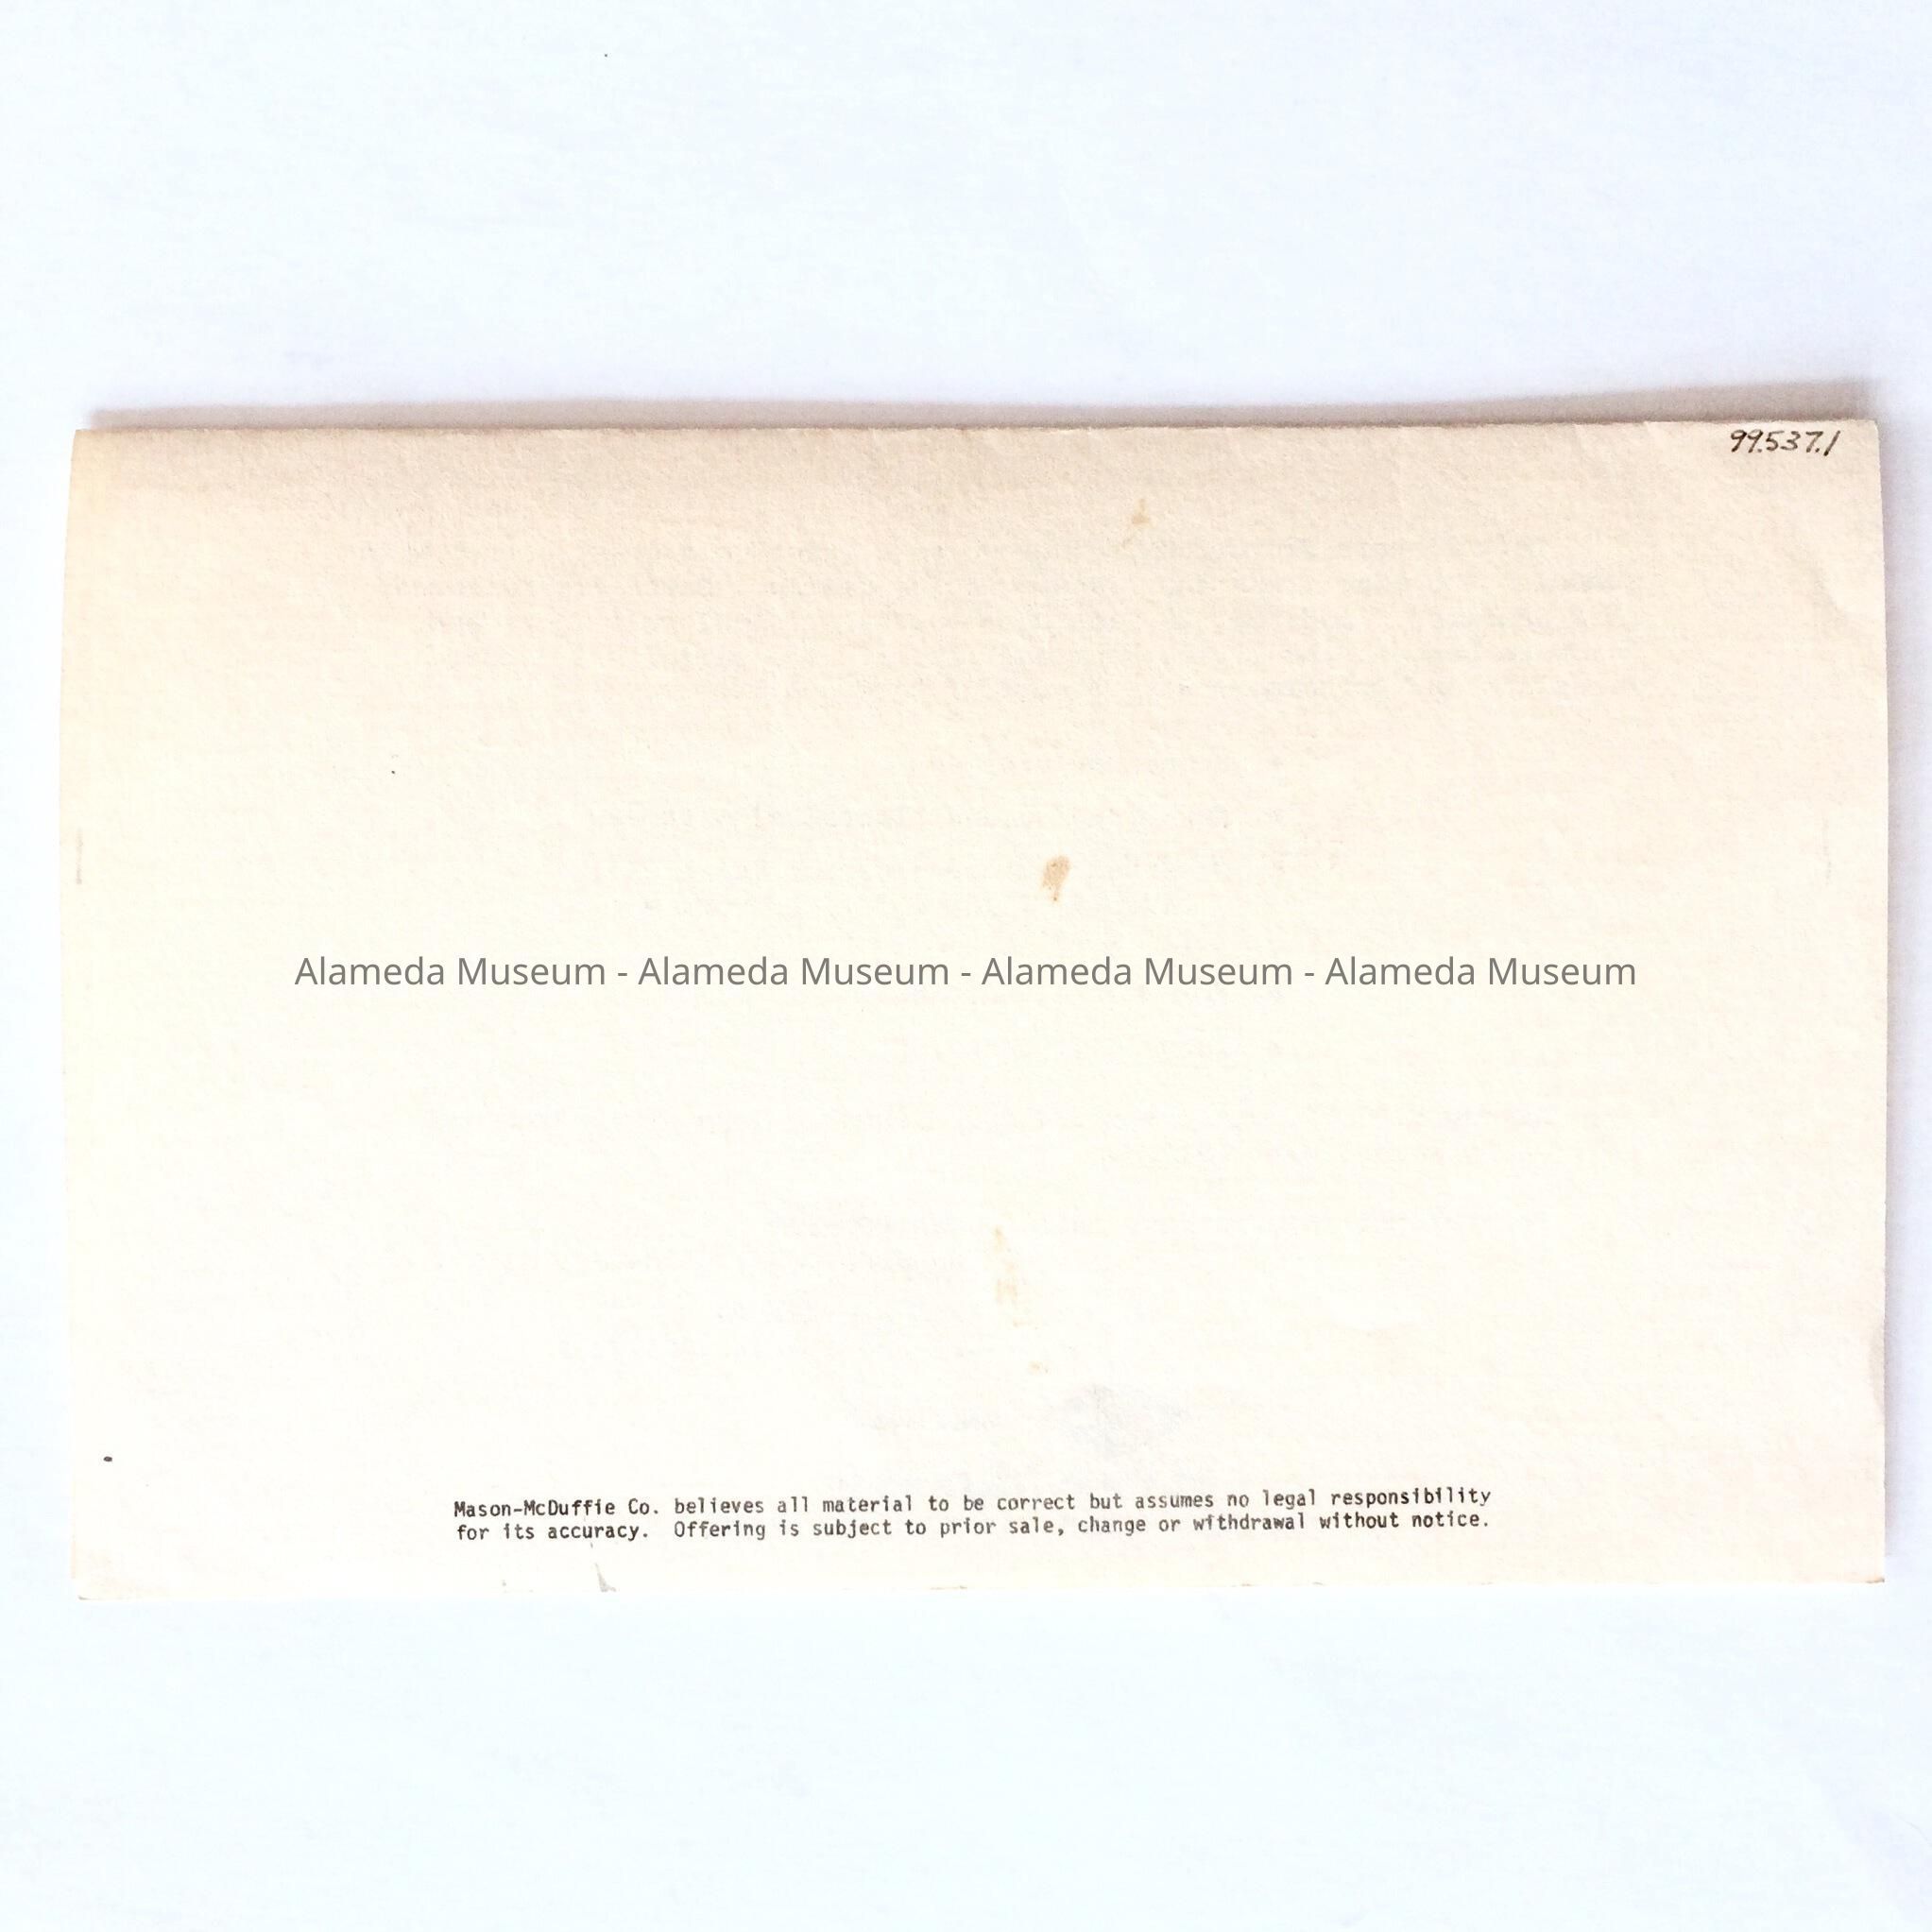 99.537.1
Alameda Museum - Alameda Museum - Alameda Museum - Alameda Museum
Mason-McDuffie Co. believes all material to be correct but assumes no legal responsibility
for its accuracy. Offering is subject to prior sale, change or withdrawal without notice.